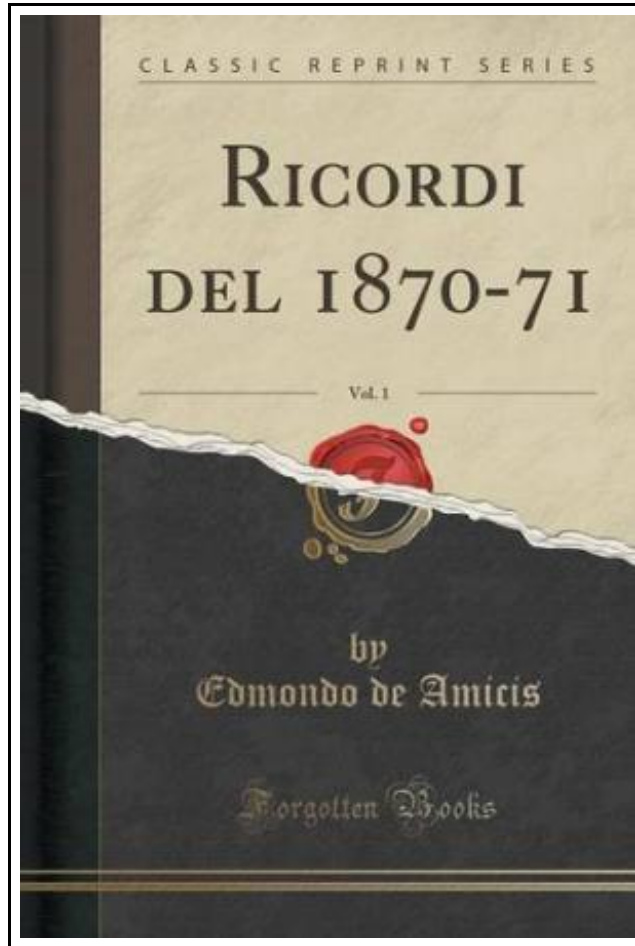 CLASSIC REPRINT SERIES
RICORDI
DEL 1870-71
Vol. 1
by
Edmondo de Amicis
Forgotten Books